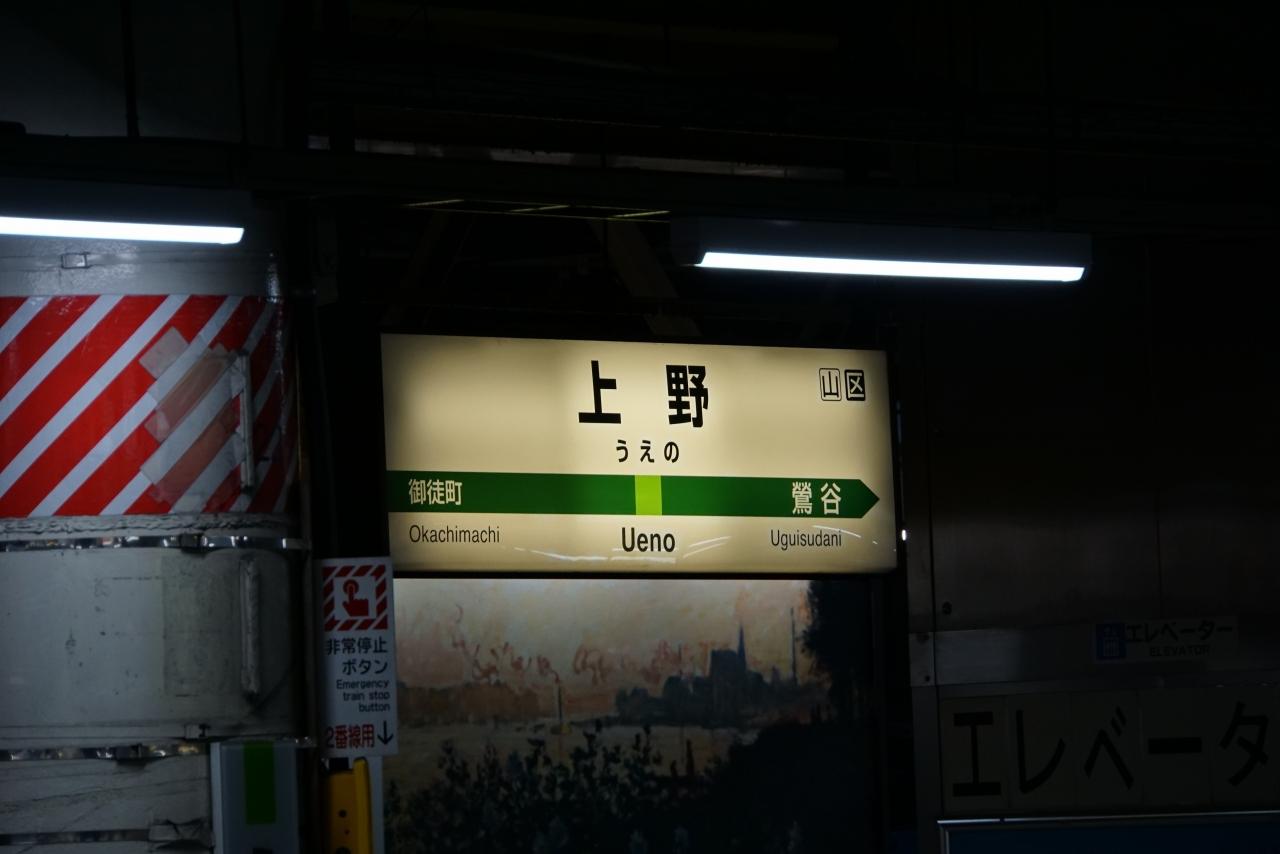 上野
山区
うえの
御徒町
鶯谷
Okachimachi
Ueno
Uguisudani
非常停止
ボタン
Emergency
train stop
button
2番線用↓
エレベーター
ELEVATOR
エレベータ